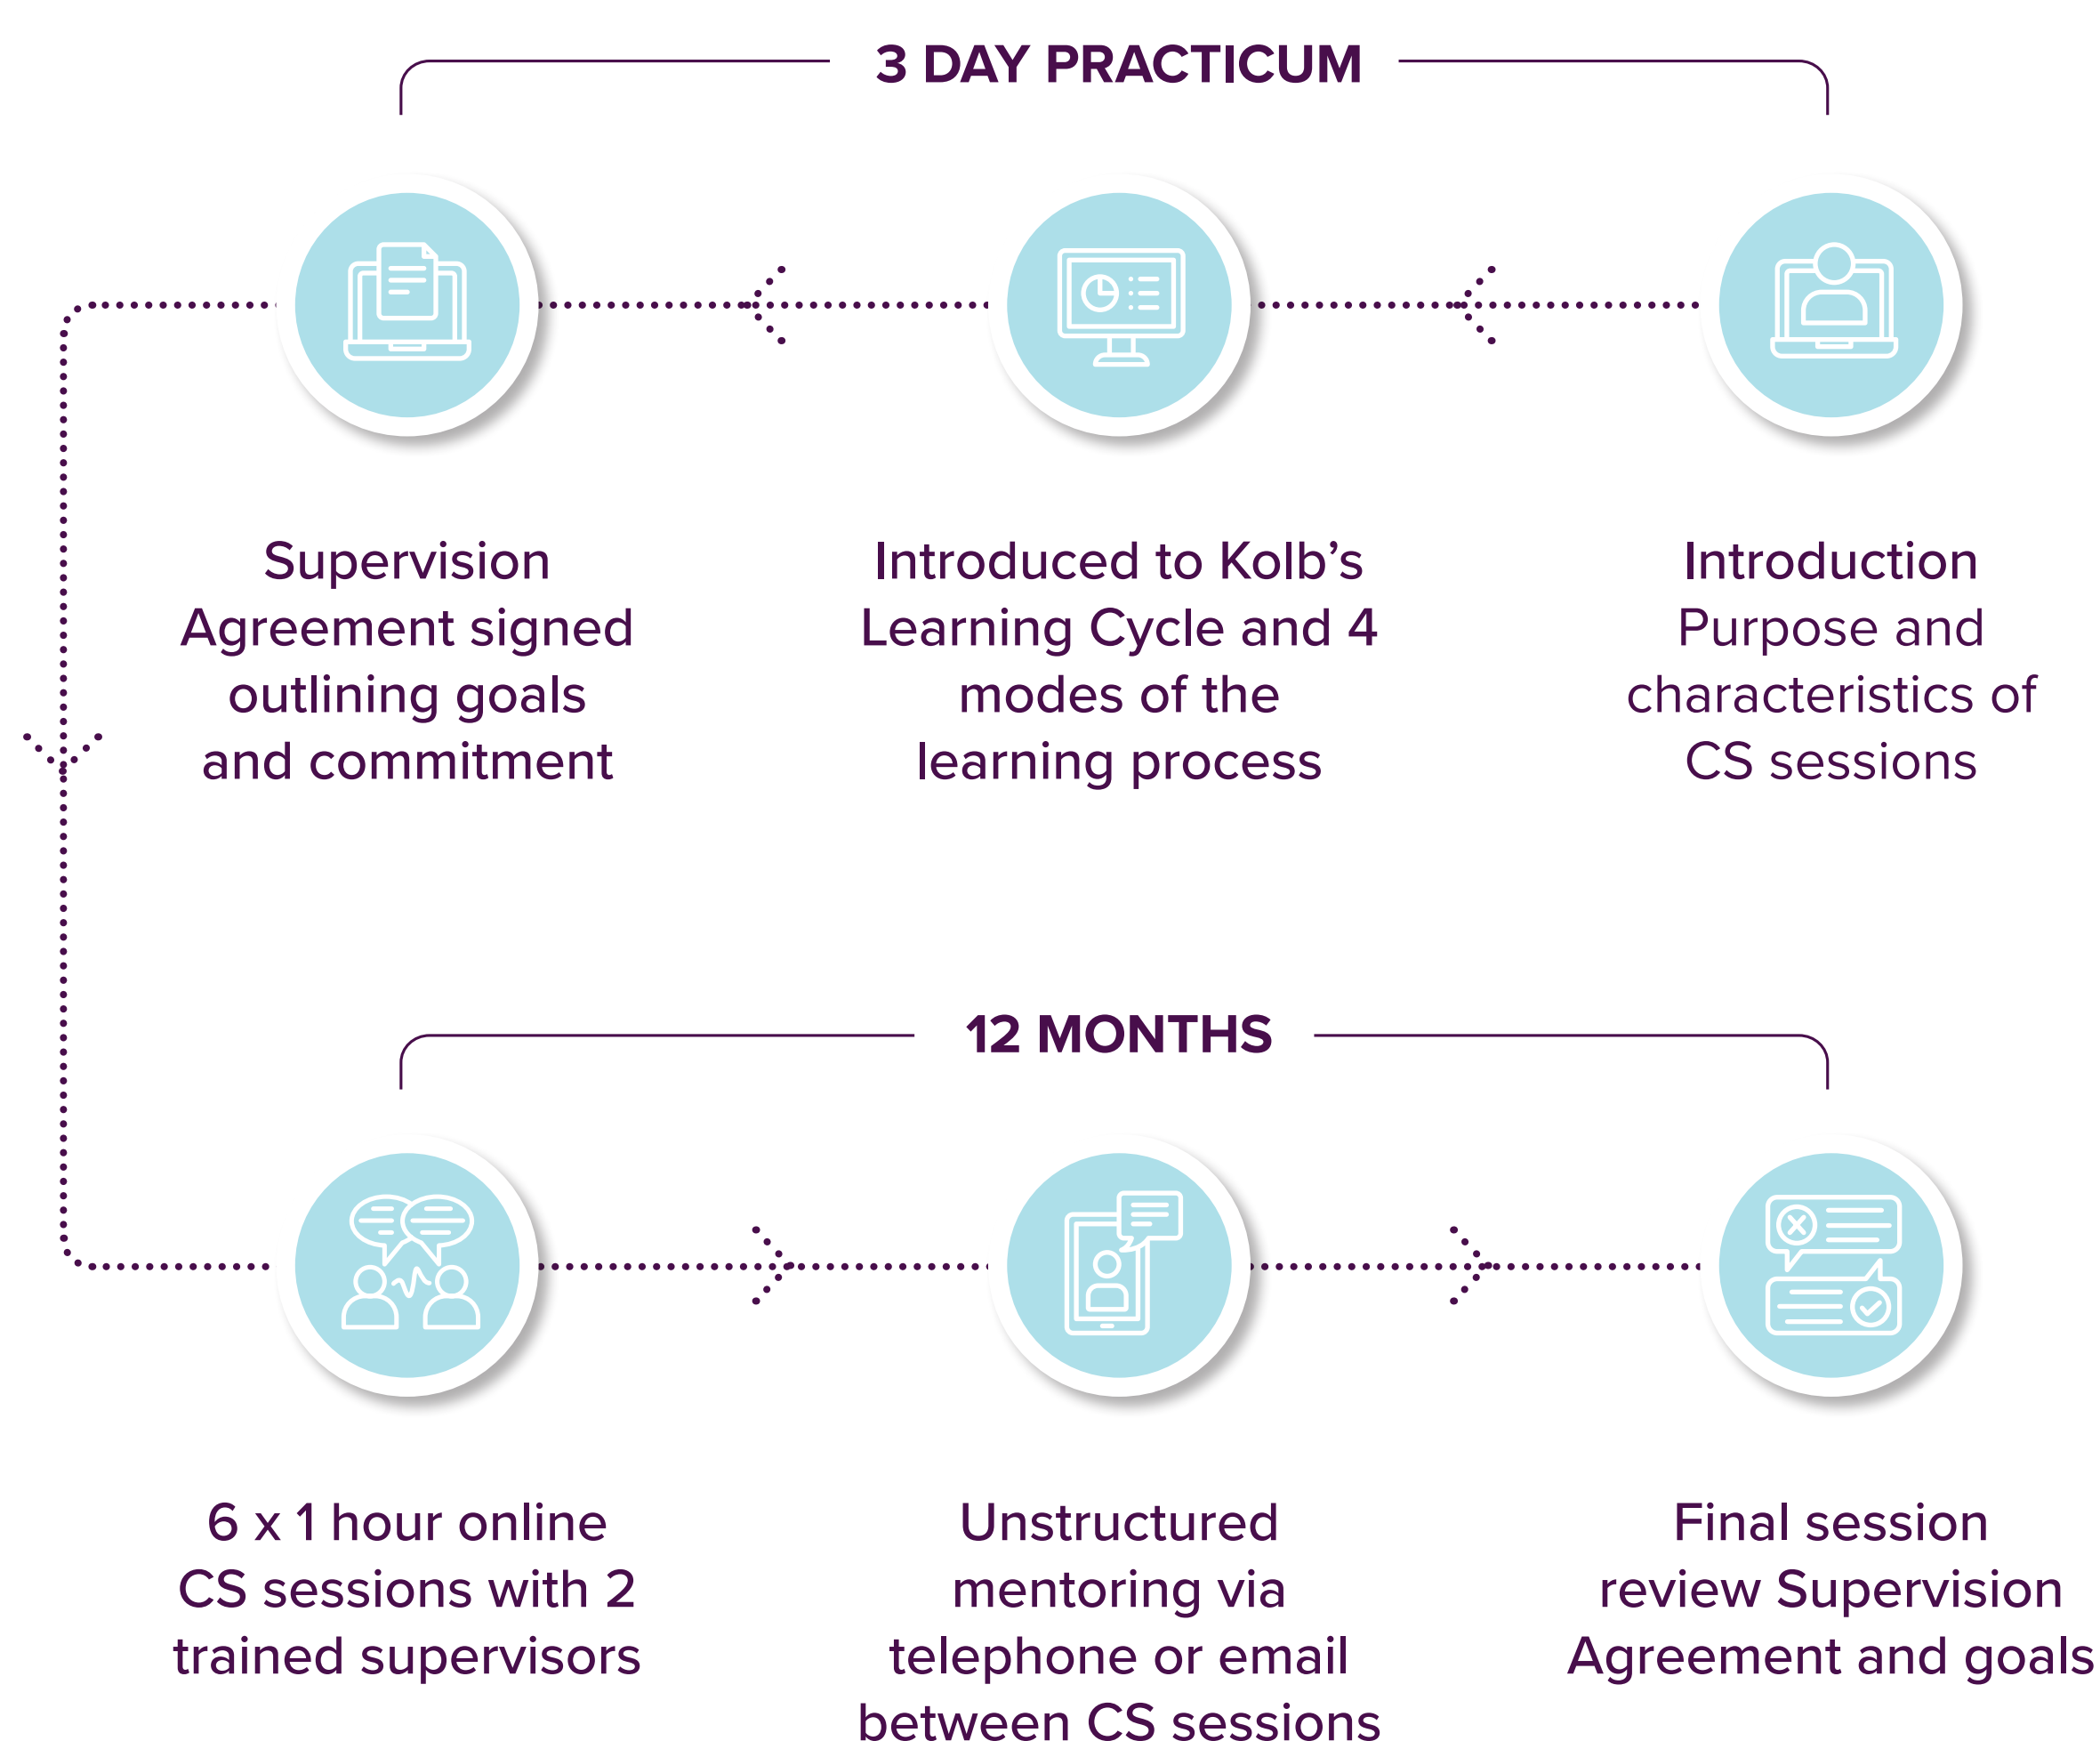 3 DAY PRACTICUM
Supervision
Agreement signed
outlining goals
and commitment
Introduced to Kolb’s
Learning Cycle and 4
modes of the
learning process
Introduction
Purpose and
characteristics of
CS sessions
12 MONTHS
6 x 1 hour online
CS sessions with 2
trained supervisors
Unstructured
mentoring via
telephone or email
between CS sessions
Final session
review Supervision
Agreement and goals